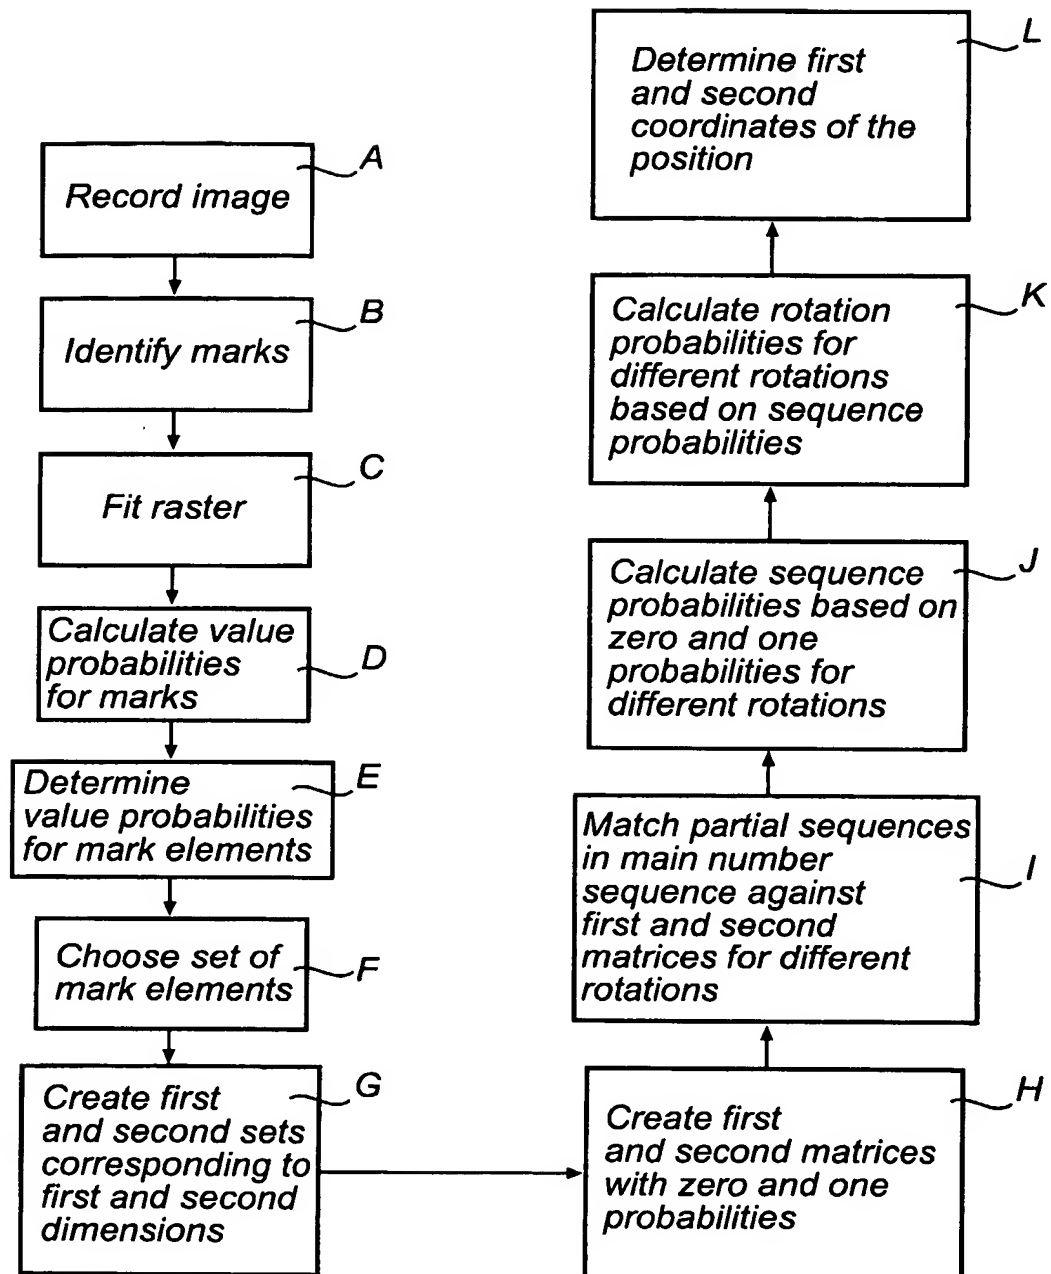 A
Record image
B
Identify marks
C
Fit raster
D
Calculate value
probabilities
for marks
E
Determine
value probabilities
for mark elements
F
Choose set of
mark elements
G
Create first
and second sets
corresponding to
first and second
dimensions
H
Create first
and second matrices
with zero and one
probabilities
I
Match partial sequences
in main number
sequence against
first and second
matrices for different
rotations
J
Calculate sequence
probabilities based on
zero and one
probabilities for
different rotations
K
Calculate rotation
probabilities for
different rotations
based on sequence
probabilities
L
Determine first
and second
coordinates of the
position